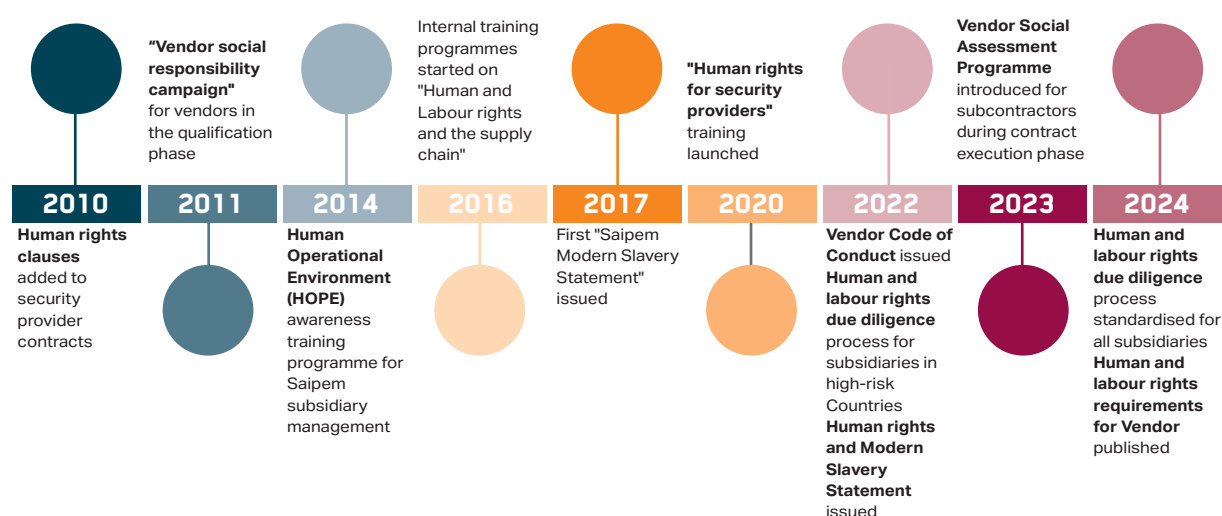 2010
Human rights
clauses
added to
security
provider
contracts
“Vendor social
responsibility
campaign"
for vendors in
the qualification
phase
2011
2014
Human
Operational
Environment
(HOPE)
awareness
training
programme for
Saipem
subsidiary
management
Internal training
programmes
started on
"Human and
Labour rights
and the supply
chain"
2016
2017
First "Saipem
Modern Slavery
Statement"
issued
"Human rights
for security
providers"
training
launched
2020
2022
Vendor Code of
Conduct issued
Human and
labour rights
due diligence
process for
subsidiaries in
high-risk
Countries
Human rights
and Modern
Slavery
Statement
issued
Vendor Social
Assessment
Programme
introduced for
subcontractors
during contract
execution phase
2023
2024
Human and
labour rights
due diligence
process
standardised for
all subsidiaries
Human and
labour rights
requirements
for Vendor
published